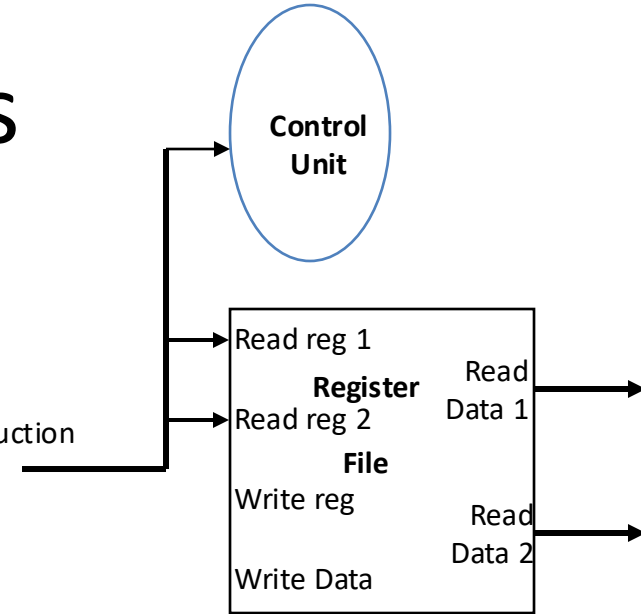 s
Control
Unit
Read reg 1
Register
Read
Data 1
Read reg 2
uction
File
Write reg
Read
Data 2
Write Data